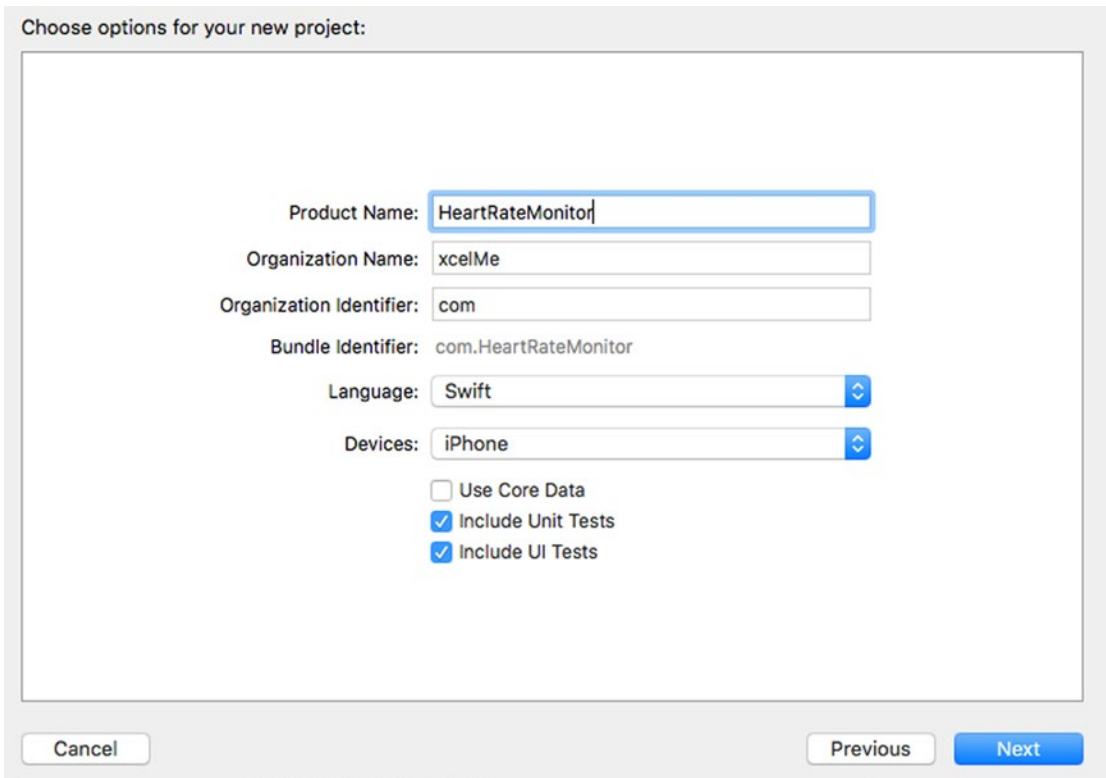 Choose options for your new project:
Product Name: HeartRateMonitor
Organization Name: xcelMe
Organization Identifier: com
Bundle Identifier: com.HeartRateMonitor
Language: Swift
Devices: iPhone
Use Core Data
Include Unit Tests
Include UI Tests
Cancel Previous Next